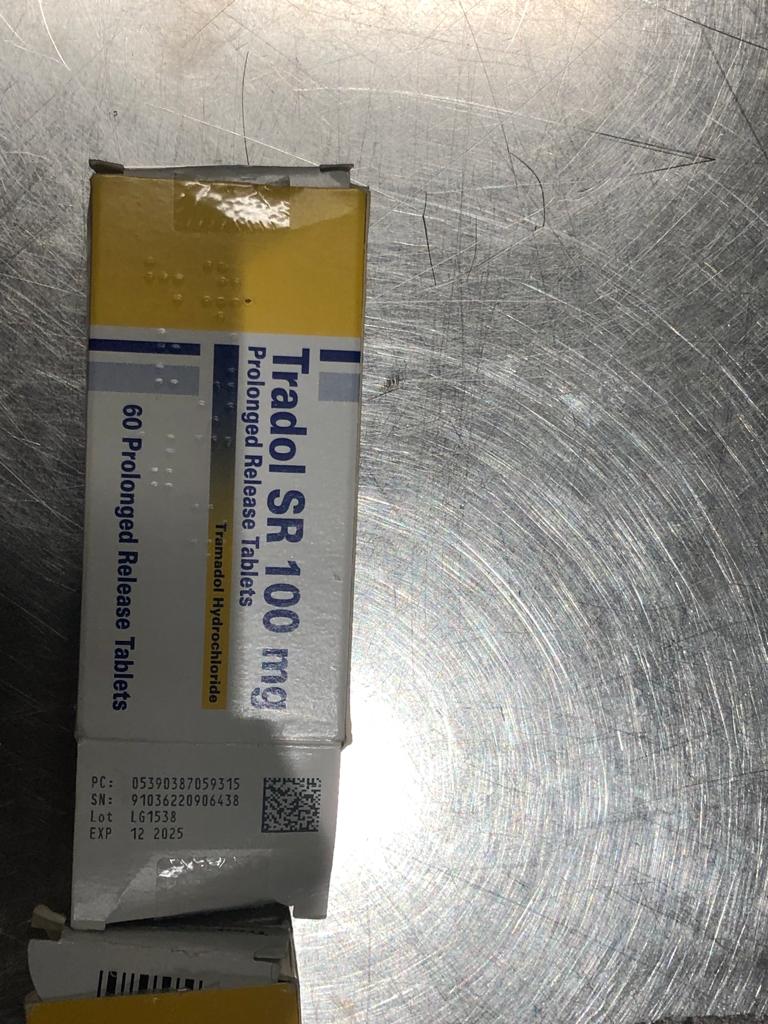 Tradol SR 100 mg
Prolonged Release Tablets
Tramadol Hydrochloride
60 Prolonged Release Tablets
PC: 05390387059315
SN: 91036220906438
Lot LG1538
EXP 12 2025